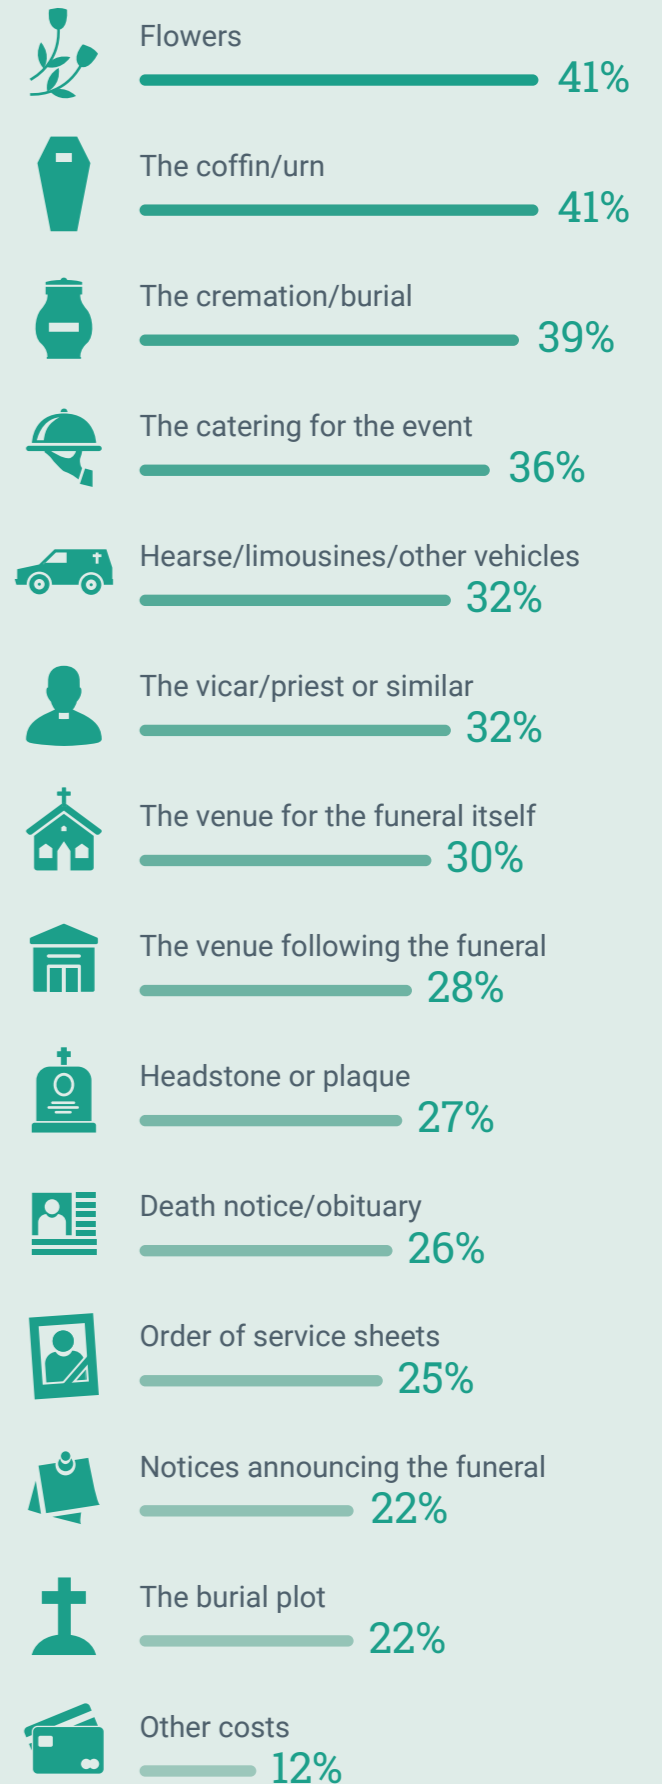 Flowers
41%
The coffin/urn
41%
The cremation/burial
39%
The catering for the event
36%
Hearse/limousines/other vehicles
32%
The vicar/priest or similar
32%
The venue for the funeral itself
30%
The venue following the funeral
28%
Headstone or plaque
27%
Death notice/obituary
26%
Order of service sheets
25%
Notices announcing the funeral
22%
The burial plot
22%
Other costs
12%